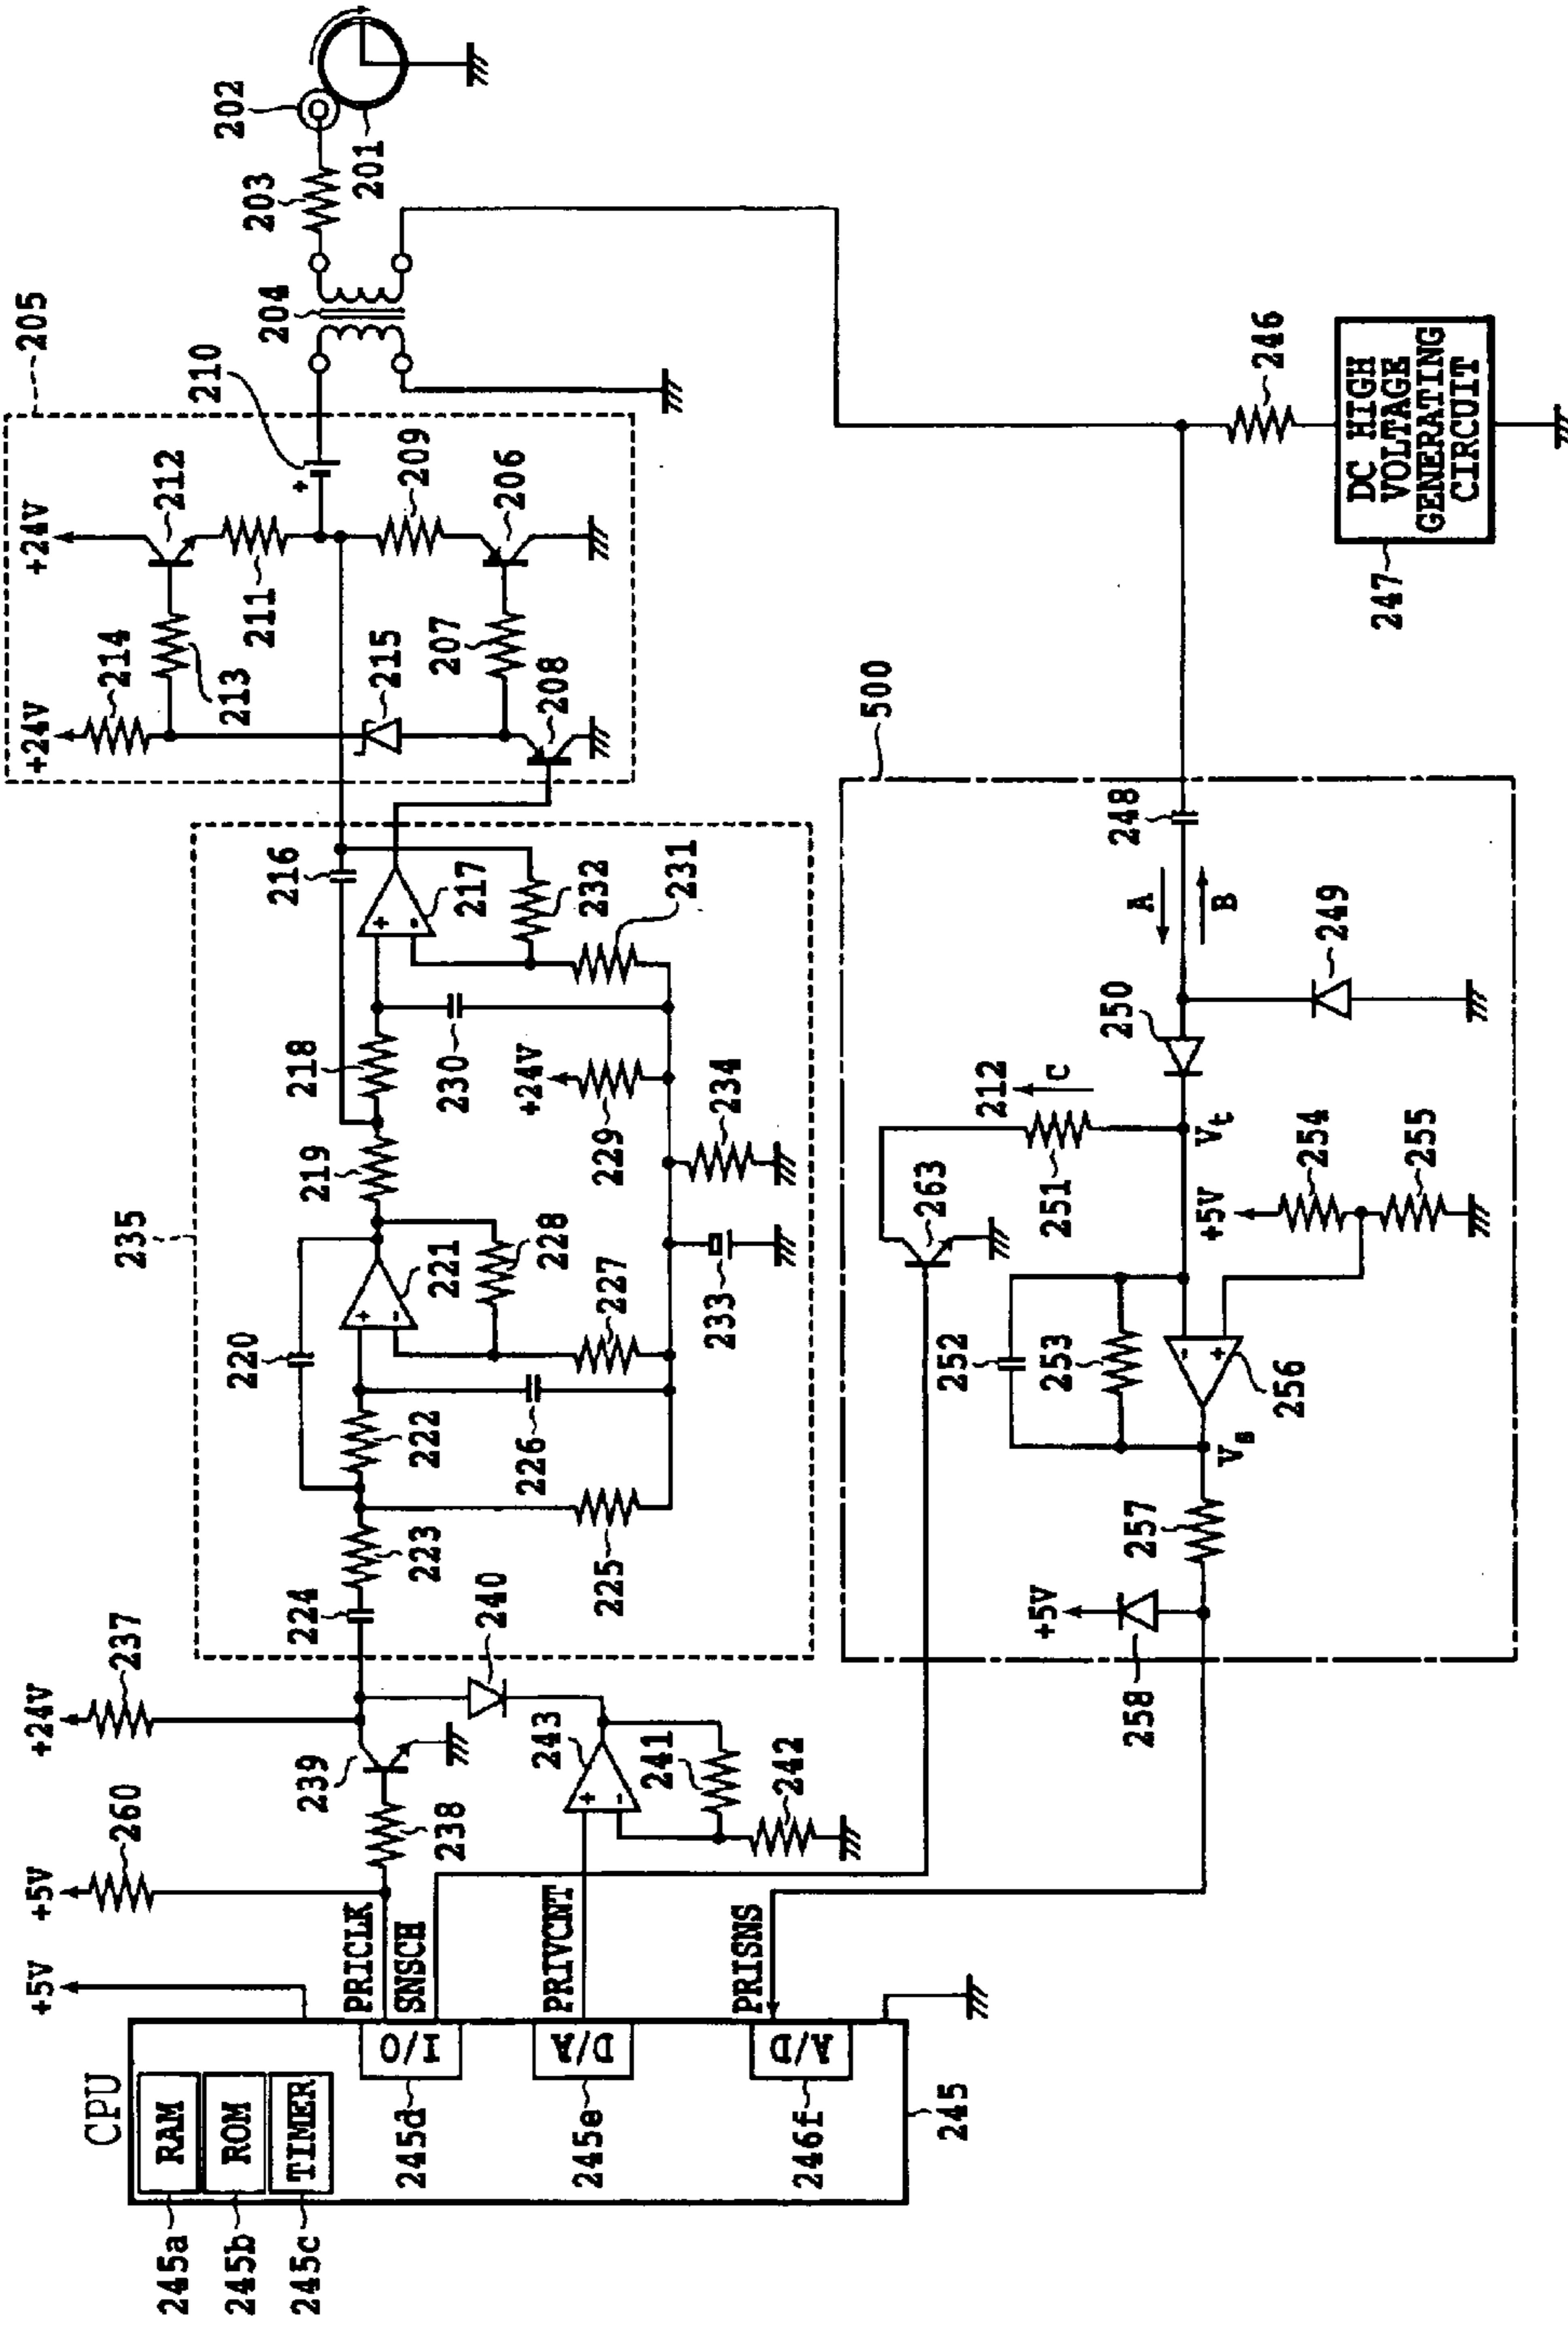 205
+24V
+24V
214
212
210
213
211
209
215
207
206
208
204
203
202
201
235
216
217
232
231
218
219
230
+24V
229
234
220
221
228
227
233
222
226
223
224
225
+24V
237
240
239
260
+5V
238
243
241
242
+5V
PRICLK
SNSCH
PRIVCNT
PRISNS
CPU
RAM
ROM
TIMER
I/O
D/A
A/D
245a
245b
245c
245d
245e
246f
245
500
248
A
B
249
250
212
C
251
Vt
263
+5V
254
255
252
253
256
Vs
257
+5V
258
246
DC HIGH
VOLTAGE
GENERATING
CIRCUIT
247